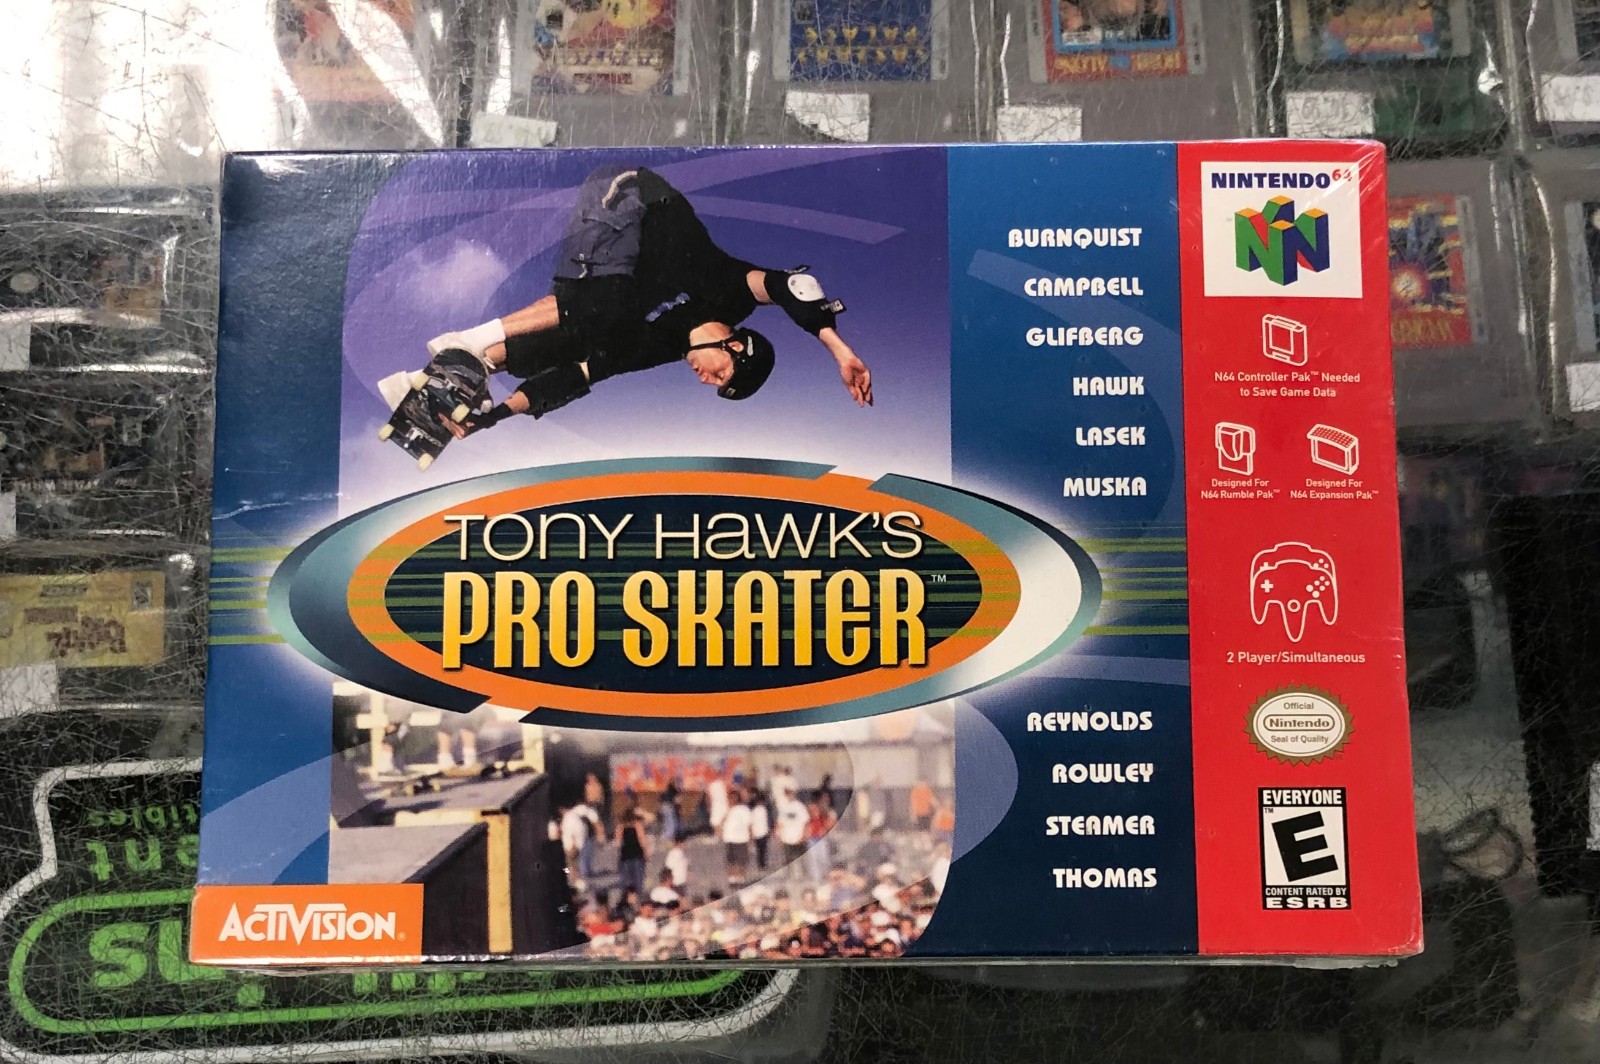 BURNQUIST
CAMPBELL
GLIFBERG
HAWK
LASEK
MUSKA
TONY HAWK'S
PRO SKATER™
REYNOLDS
ROWLEY
STEAMER
THOMAS
ACTIVISION®
NINTENDO64
N64 Controller Pak™ Needed
to Save Game Data
Designed For
N64 Rumble Pak™
Designed For
N64 Expansion Pak™
2 Player/Simultaneous
Official
Nintendo
Seal of Quality
EVERYONE
™
E
CONTENT RATED BY
ESRB